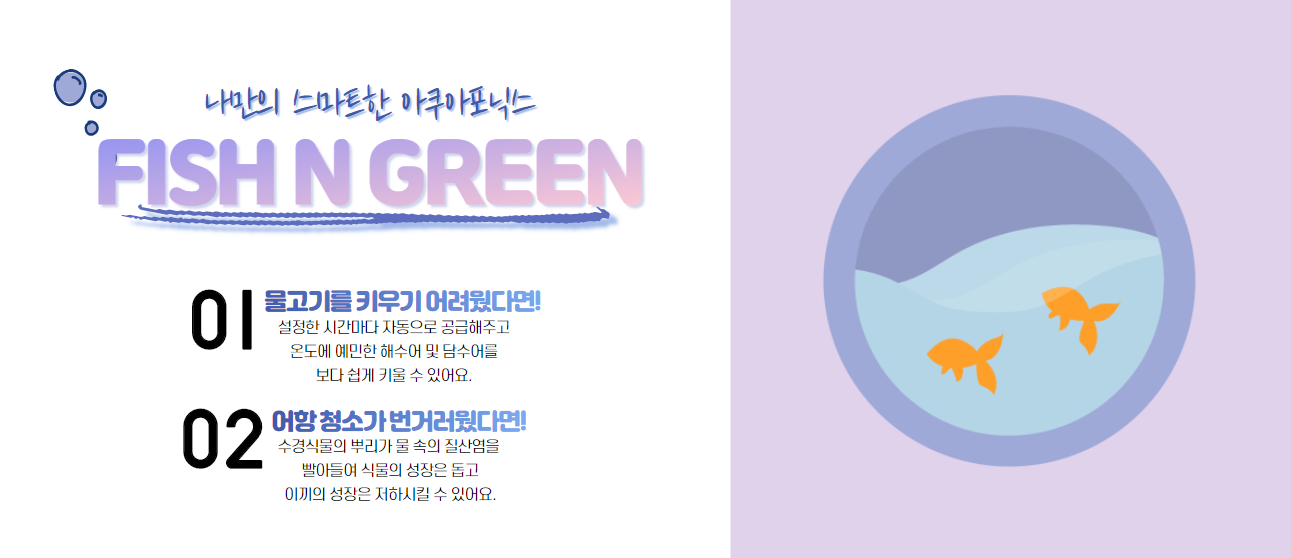 나만의 스마트한 아쿠아포닉스
FISH N GREEN
01 물고기를 키우기 어려웠다면!
설정한 시간마다 자동으로 공급해주고
온도에 예민한 해수어 및 담수어를
보다 쉽게 키울 수 있어요.
02 어항 청소가 번거러웠다면!
수경식물의 뿌리가 물 속의 질산염을
빨아들여 식물의 성장은 돕고
이끼의 성장은 저하시킬 수 있어요.